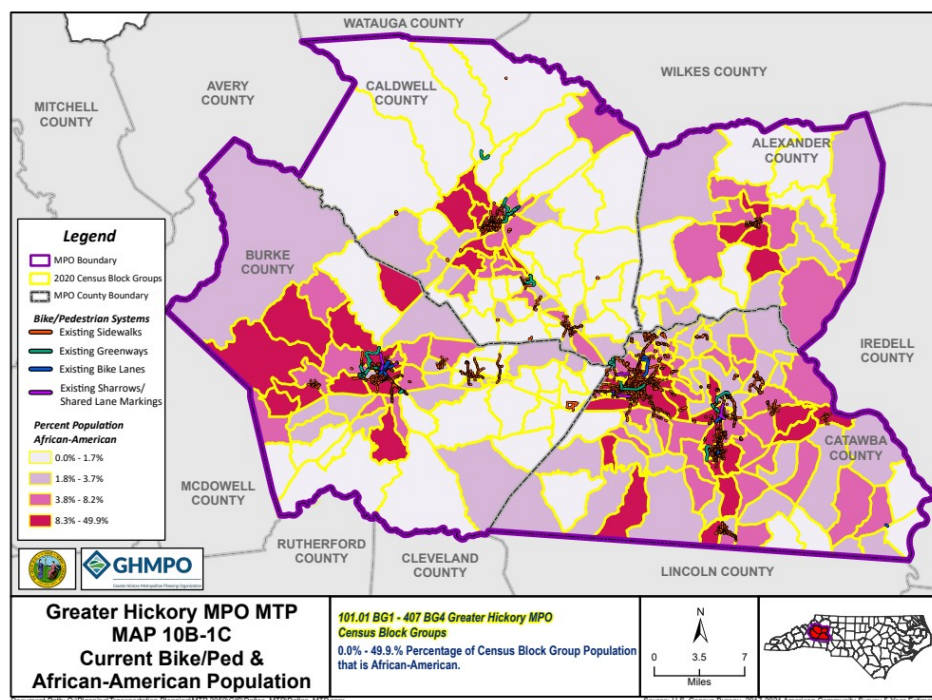 WATAUGA COUNTY
WILKES COUNTY
AVERY
COUNTY
CALDWELL
COUNTY
MITCHELL
COUNTY
ALEXANDER
COUNTY
BURKE
COUNTY
IREDELL
COUNTY
CATAWBA
COUNTY
MCDOWELL
COUNTY
RUTHERFORD
COUNTY
CLEVELAND
COUNTY
LINCOLN COUNTY
Legend
MPO Boundary
2020 Census Block Groups
MPO County Boundary
Bike/Pedestrian Systems
Existing Sidewalks
Existing Greenways
Existing Bike Lanes
Existing Sharrows/
Shared Lane Markings
Percent Population
African-American
0.0% - 1.7%
1.8% - 3.7%
3.8% - 8.2%
8.3% - 49.9%
GHMPO
Greater Hickory Metropolitan Planning Organization
Greater Hickory MPO MTP
MAP 10B-1C
Current Bike/Ped &
African-American Population
101.01 BG1 - 407 BG4 Greater Hickory MPO
Census Block Groups
0.0% - 49.9.% Percentage of Census Block Group Population
that is African-American.
N
0 3.5 7
Miles